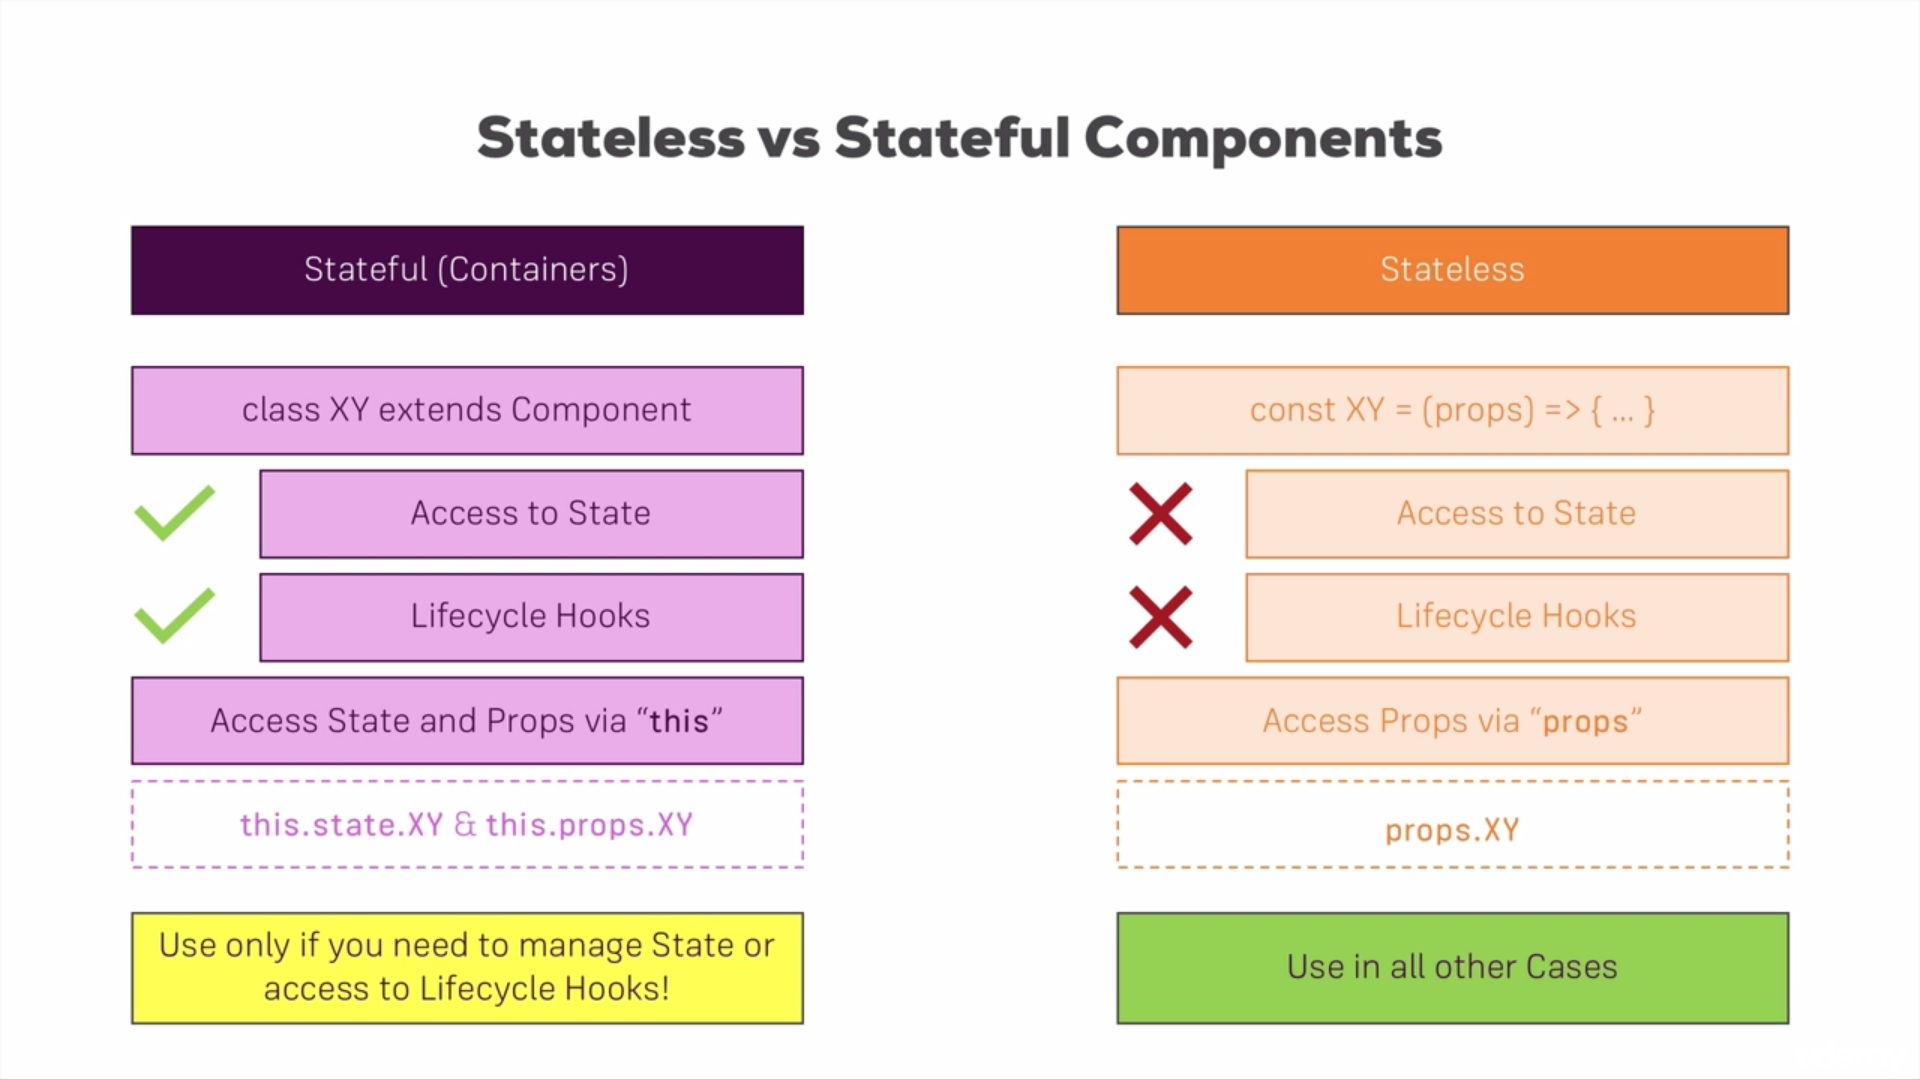 Stateless vs Stateful Components
Stateful (Containers)
class XY extends Component
Access to State
Lifecycle Hooks
Access State and Props via “this”
this.state.XY & this.props.XY
Use only if you need to manage State or
access to Lifecycle Hooks!
Stateless
const XY = (props) => { ... }
Access to State
Lifecycle Hooks
Access Props via “props”
props.XY
Use in all other Cases